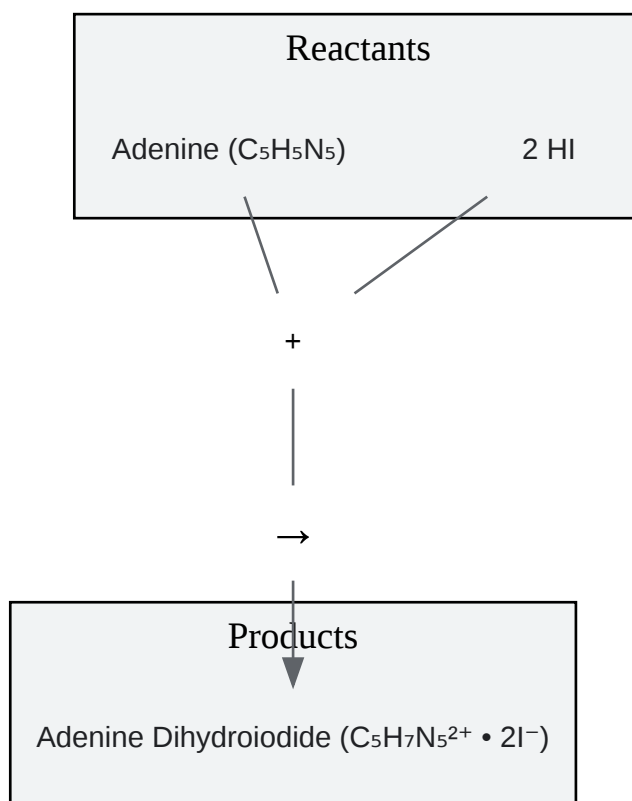 Reactants
Adenine (C₅H₅N₅) 2 HI
+
→
Products
Adenine Dihydroiodide (C₅H₇N₅²⁺ • 2I⁻)